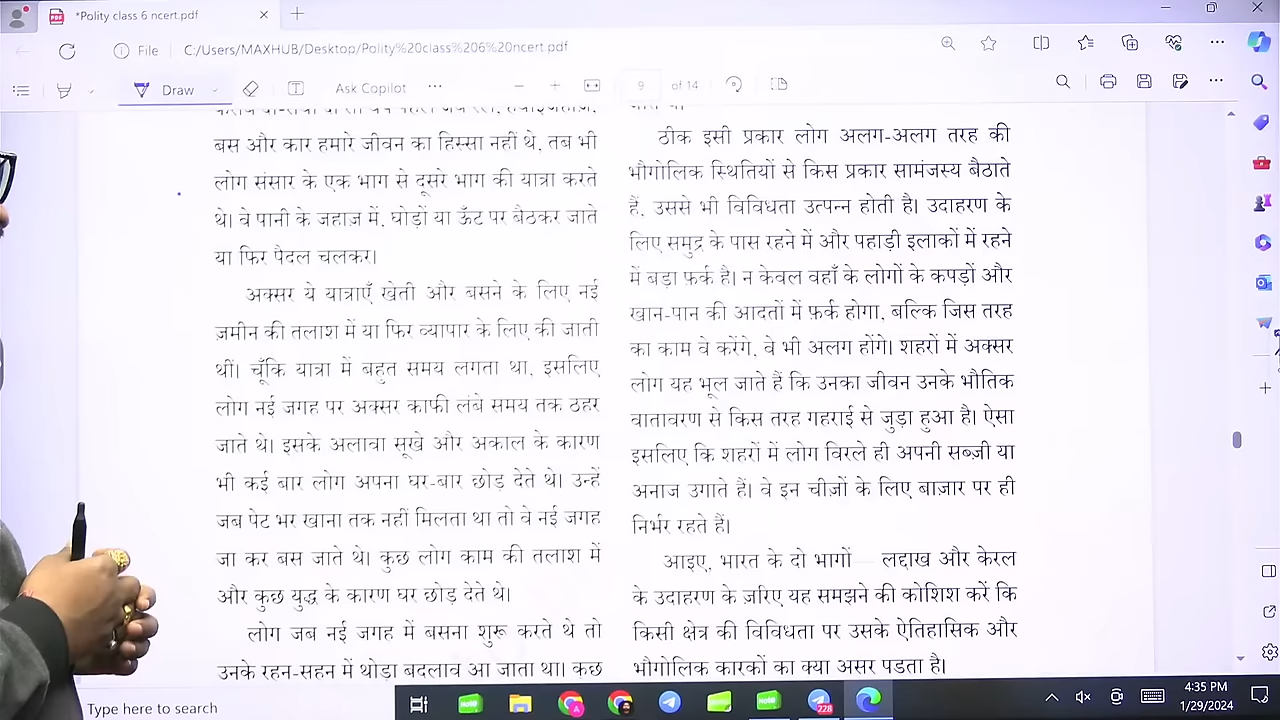 *Polity class 6 ncert.pdf
File
C:/Users/MAXHUB/Desktop/Polity%20class%206%20ncert.pdf
Draw
Ask Copilot
9 of 14
बस और कार हमारे जीवन का हिस्सा नहीं थे, तब भी
लोग संसार के एक भाग से दूसरे भाग की यात्रा करते
थे। वे पानी के जहाज़ में, घोड़ों या ऊँट पर बैठकर जाते
या फिर पैदल चलकर।
अक्सर ये यात्राएँ खेती और बसने के लिए नई
ज़मीन की तलाश में या फिर व्यापार के लिए की जाती
थीं। चूँकि यात्रा में बहुत समय लगता था, इसलिए
लोग नई जगह पर अक्सर काफी लंबे समय तक ठहर
जाते थे। इसके अलावा सूखे और अकाल के कारण
भी कई बार लोग अपना घर-बार छोड़ देते थे। उन्हें
जब पेट भर खाना तक नहीं मिलता था तो वे नई जगह
जा कर बस जाते थे। कुछ लोग काम की तलाश में
और कुछ युद्ध के कारण घर छोड़ देते थे।
लोग जब नई जगह में बसना शुरू करते थे तो
उनके रहन-सहन में थोड़ा बदलाव आ जाता था। कुछ
ठीक इसी प्रकार लोग अलग-अलग तरह की
भौगोलिक स्थितियों से किस प्रकार सामंजस्य बैठाते
हैं, उससे भी विविधता उत्पन्न होती है। उदाहरण के
लिए समुद्र के पास रहने में और पहाड़ी इलाकों में रहने
में बड़ा फ़र्क है। न केवल वहाँ के लोगों के कपड़ों और
खान-पान की आदतों में फ़र्क होगा, बल्कि जिस तरह
का काम वे करेंगे, वे भी अलग होंगे। शहरों में अक्सर
लोग यह भूल जाते हैं कि उनका जीवन उनके भौतिक
वातावरण से किस तरह गहराई से जुड़ा हुआ है। ऐसा
इसलिए कि शहरों में लोग विरले ही अपनी सब्ज़ी या
अनाज उगाते हैं। वे इन चीज़ों के लिए बाज़ार पर ही
निर्भर रहते हैं।
आइए, भारत के दो भागों — लद्दाख और केरल
के उदाहरण के ज़रिए यह समझने की कोशिश करें कि
किसी क्षेत्र की विविधता पर उसके ऐतिहासिक और
भौगोलिक कारकों का क्या असर पड़ता है।
Type here to search
228
4:35 PM
1/29/2024